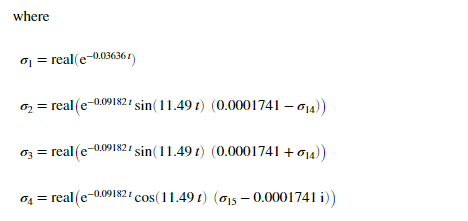 where
σ₁ = real(e^(-0.03636 t))
σ₂ = real(e^(-0.09182 t) sin(11.49 t) (0.0001741 − σ₁₄))
σ₃ = real(e^(-0.09182 t) sin(11.49 t) (0.0001741 + σ₁₄))
σ₄ = real(e^(-0.09182 t) cos(11.49 t) (σ₁₅ − 0.0001741 i))